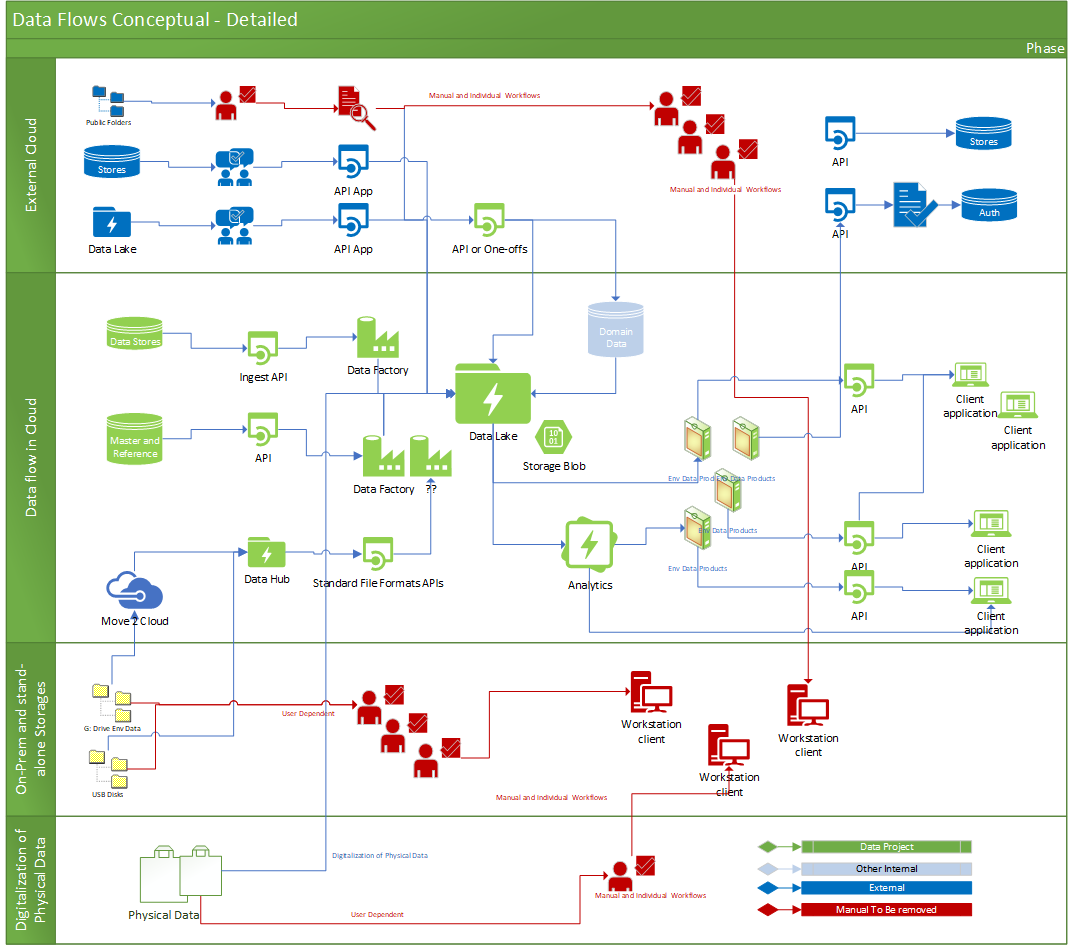 Data Flows Conceptual - Detailed
Phase
External Cloud
Public Folders
Manual and Individual Workflows
Stores
API App
Data Lake
API App
API or One-offs
Manual and Individual Workflows
API
Stores
API
Auth
Data flow in Cloud
Data Stores
Ingest API
Data Factory
Domain
Data
Master and
Reference
API
Data Factory
??
Data Lake
Storage Blob
API
Client
application
Client
application
Env Data Products
Env Data Products
Env Data Products
Env Data Products
Data Hub
Standard File Formats
APIs
Analytics
API
Client
application
API
Client
application
Move 2 Cloud
On-Prem and stand-
alone Storages
G: Drive Env Data
User Dependent
USB Disks
Workstation
client
Workstation
client
Workstation
client
Manual and Individual Workflows
Digitalization of
Physical Data
Physical Data
Digitalization of Physical Data
User Dependent
Manual and Individual Workflows
Data Project
Other Internal
External
Manual To Be removed